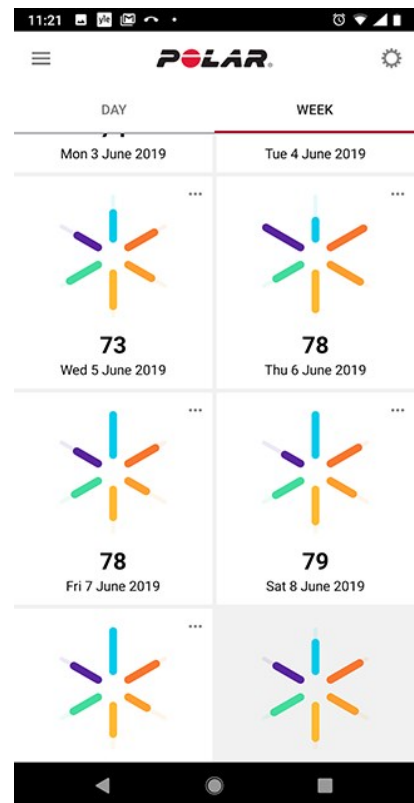 11:21 yle
POLAR.
DAY WEEK
Mon 3 June 2019 Tue 4 June 2019
73 78
Wed 5 June 2019 Thu 6 June 2019
78 79
Fri 7 June 2019 Sat 8 June 2019